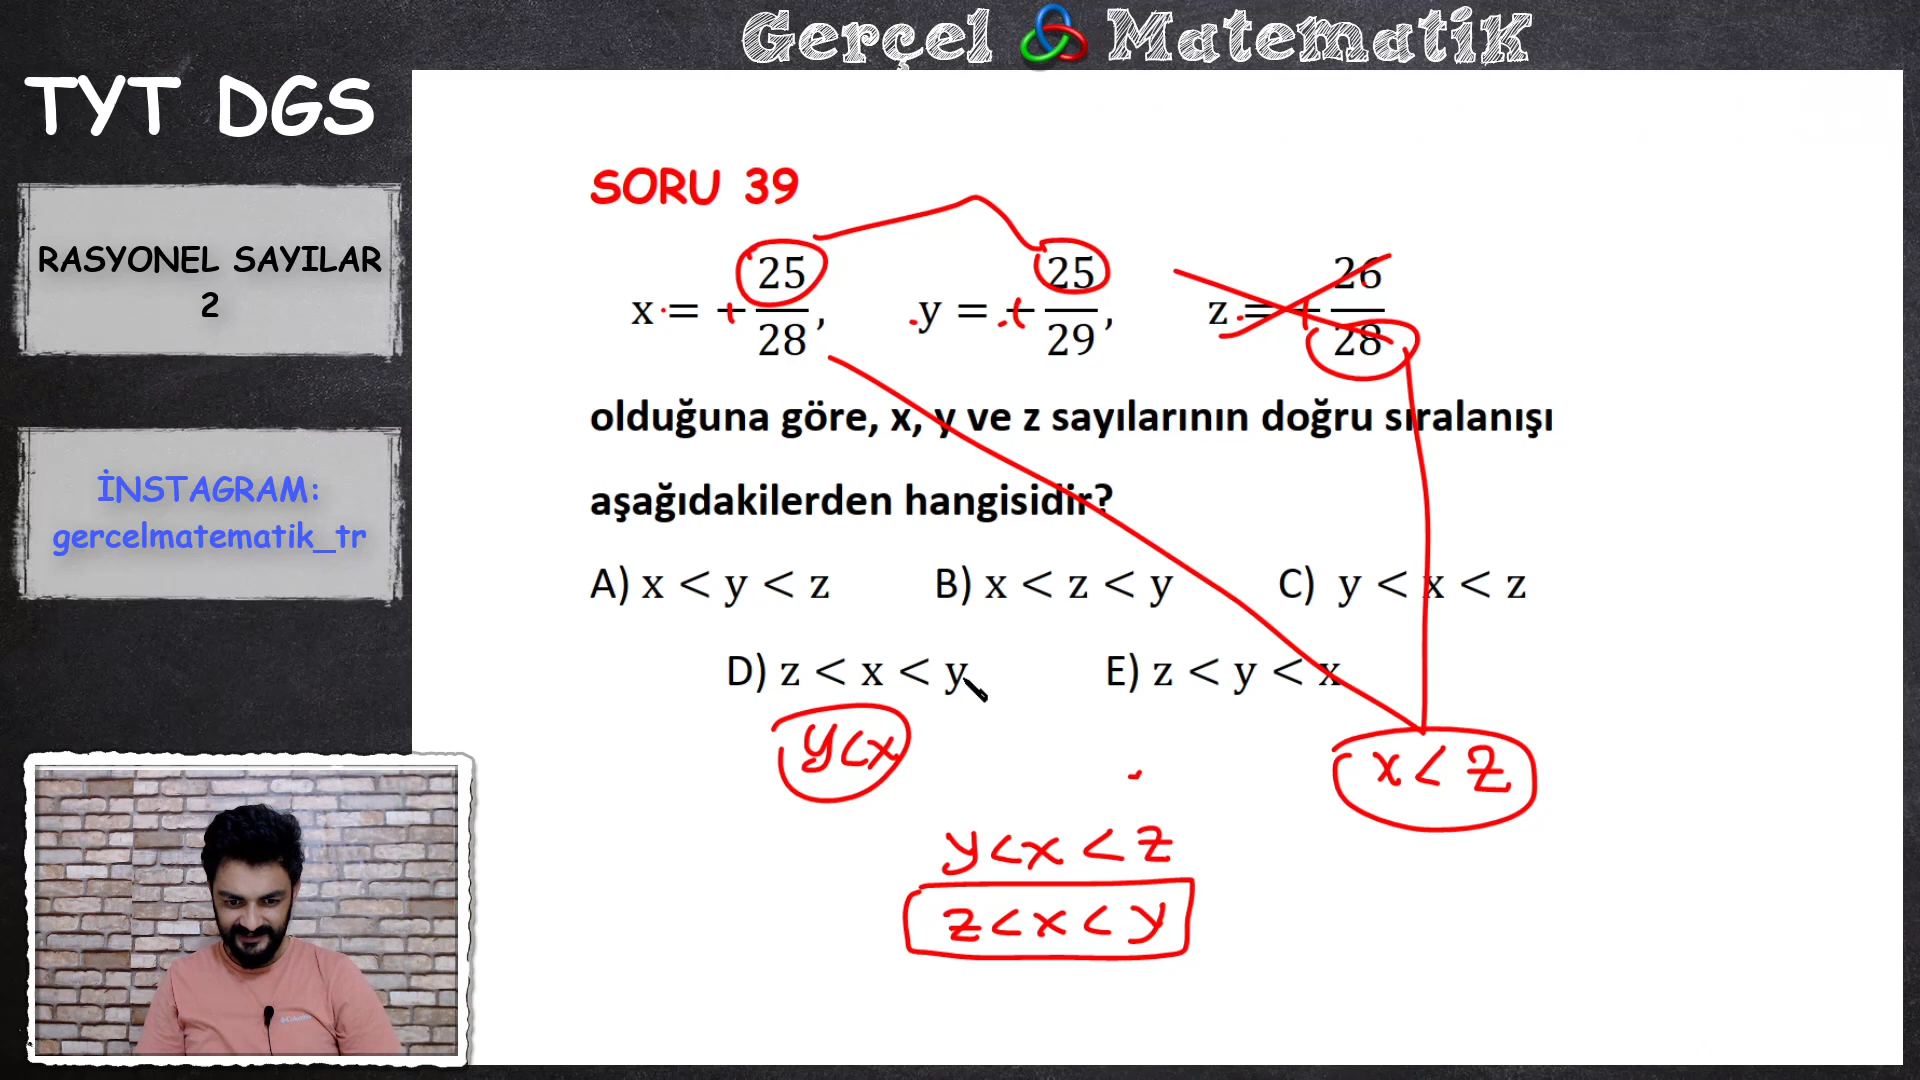 Gerçel Matematik
TYT DGS
RASYONEL SAYILAR
2
İNSTAGRAM:
gercelmatematik_tr
SORU 39
x = − 25/28, y = − 25/29, z = − 26/28
olduğuna göre, x, y ve z sayılarının doğru sıralanışı
aşağıdakilerden hangisidir?
A) x < y < z B) x < z < y C) y < x < z
D) z < x < y E) z < y < x
y<x
x < z
y<x<z
z<x<y